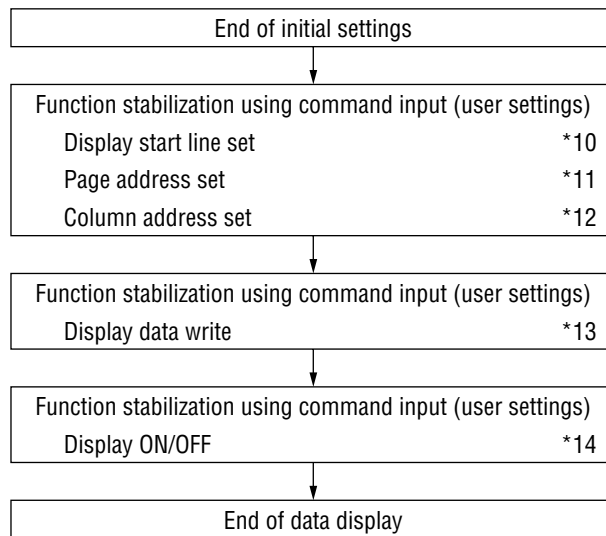 End of initial settings
Function stabilization using command input (user settings)
Display start line set *10
Page address set *11
Column address set *12
Function stabilization using command input (user settings)
Display data write *13
Function stabilization using command input (user settings)
Display ON/OFF *14
End of data display